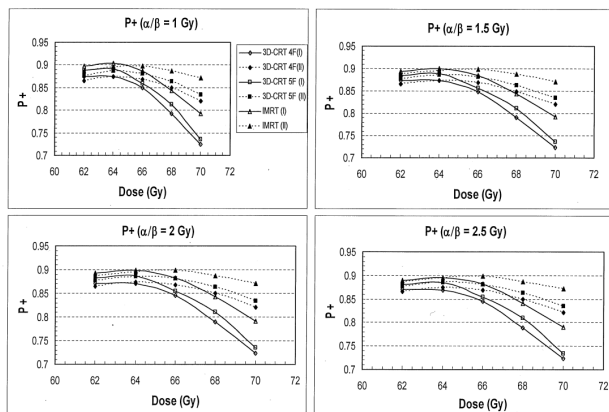 P+ (α/β = 1 Gy)
P +
0.95
0.9
0.85
0.8
0.75
0.7
60 62 64 66 68 70 72
Dose (Gy)
3D-CRT 4F(I)
3D-CRT 4F(II)
3D-CRT 5F (I)
3D-CRT 5F (II)
IMRT (I)
IMRT (II)
P+ (α/β = 1.5 Gy)
P +
0.95
0.9
0.85
0.8
0.75
0.7
60 62 64 66 68 70 72
Dose (Gy)
P+ (α/β = 2 Gy)
P +
0.95
0.9
0.85
0.8
0.75
0.7
60 62 64 66 68 70 72
Dose (Gy)
P+ (α/β = 2.5 Gy)
P +
0.95
0.9
0.85
0.8
0.75
0.7
60 62 64 66 68 70 72
Dose (Gy)